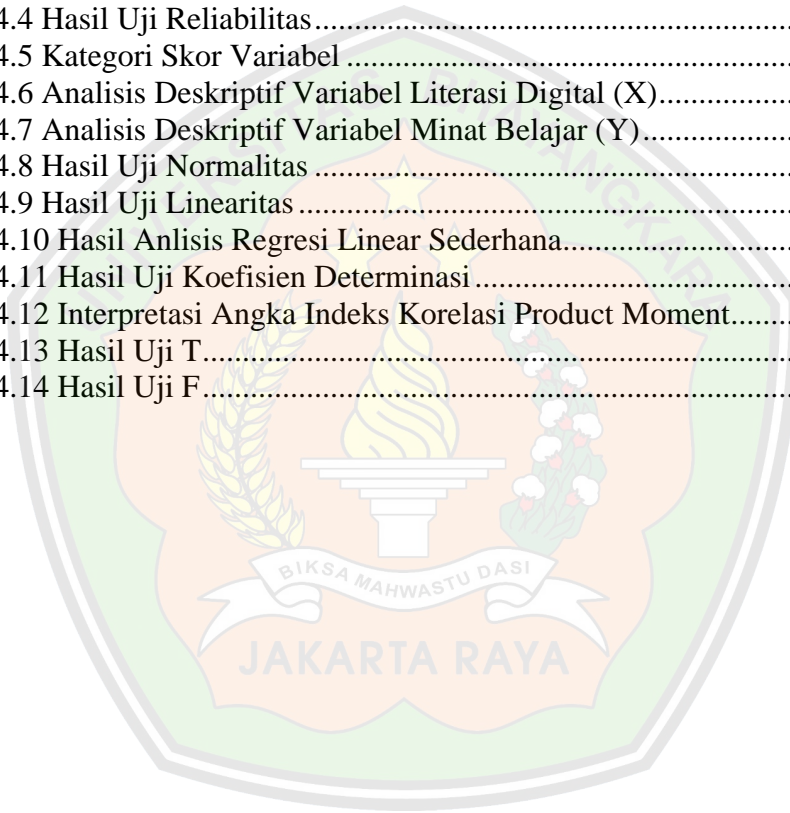 4.4 Hasil Uji Reliabilitas....................................................................
4.5 Kategori Skor Variabel................................................................
4.6 Analisis Deskriptif Variabel Literasi Digital (X)....................
4.7 Analisis Deskriptif Variabel Minat Belajar (Y).......................
4.8 Hasil Uji Normalitas....................................................................
4.9 Hasil Uji Linearitas......................................................................
4.10 Hasil Anlisis Regresi Linear Sederhana..................................
4.11 Hasil Uji Koefisien Determinasi..............................................
4.12 Interpretasi Angka Indeks Korelasi Product Moment.........
4.13 Hasil Uji T..................................................................................
4.14 Hasil Uji F..................................................................................
UNIVERSITAS BHAYANGKARA
BIKSA MAHWASTU DASI
JAKARTA RAYA